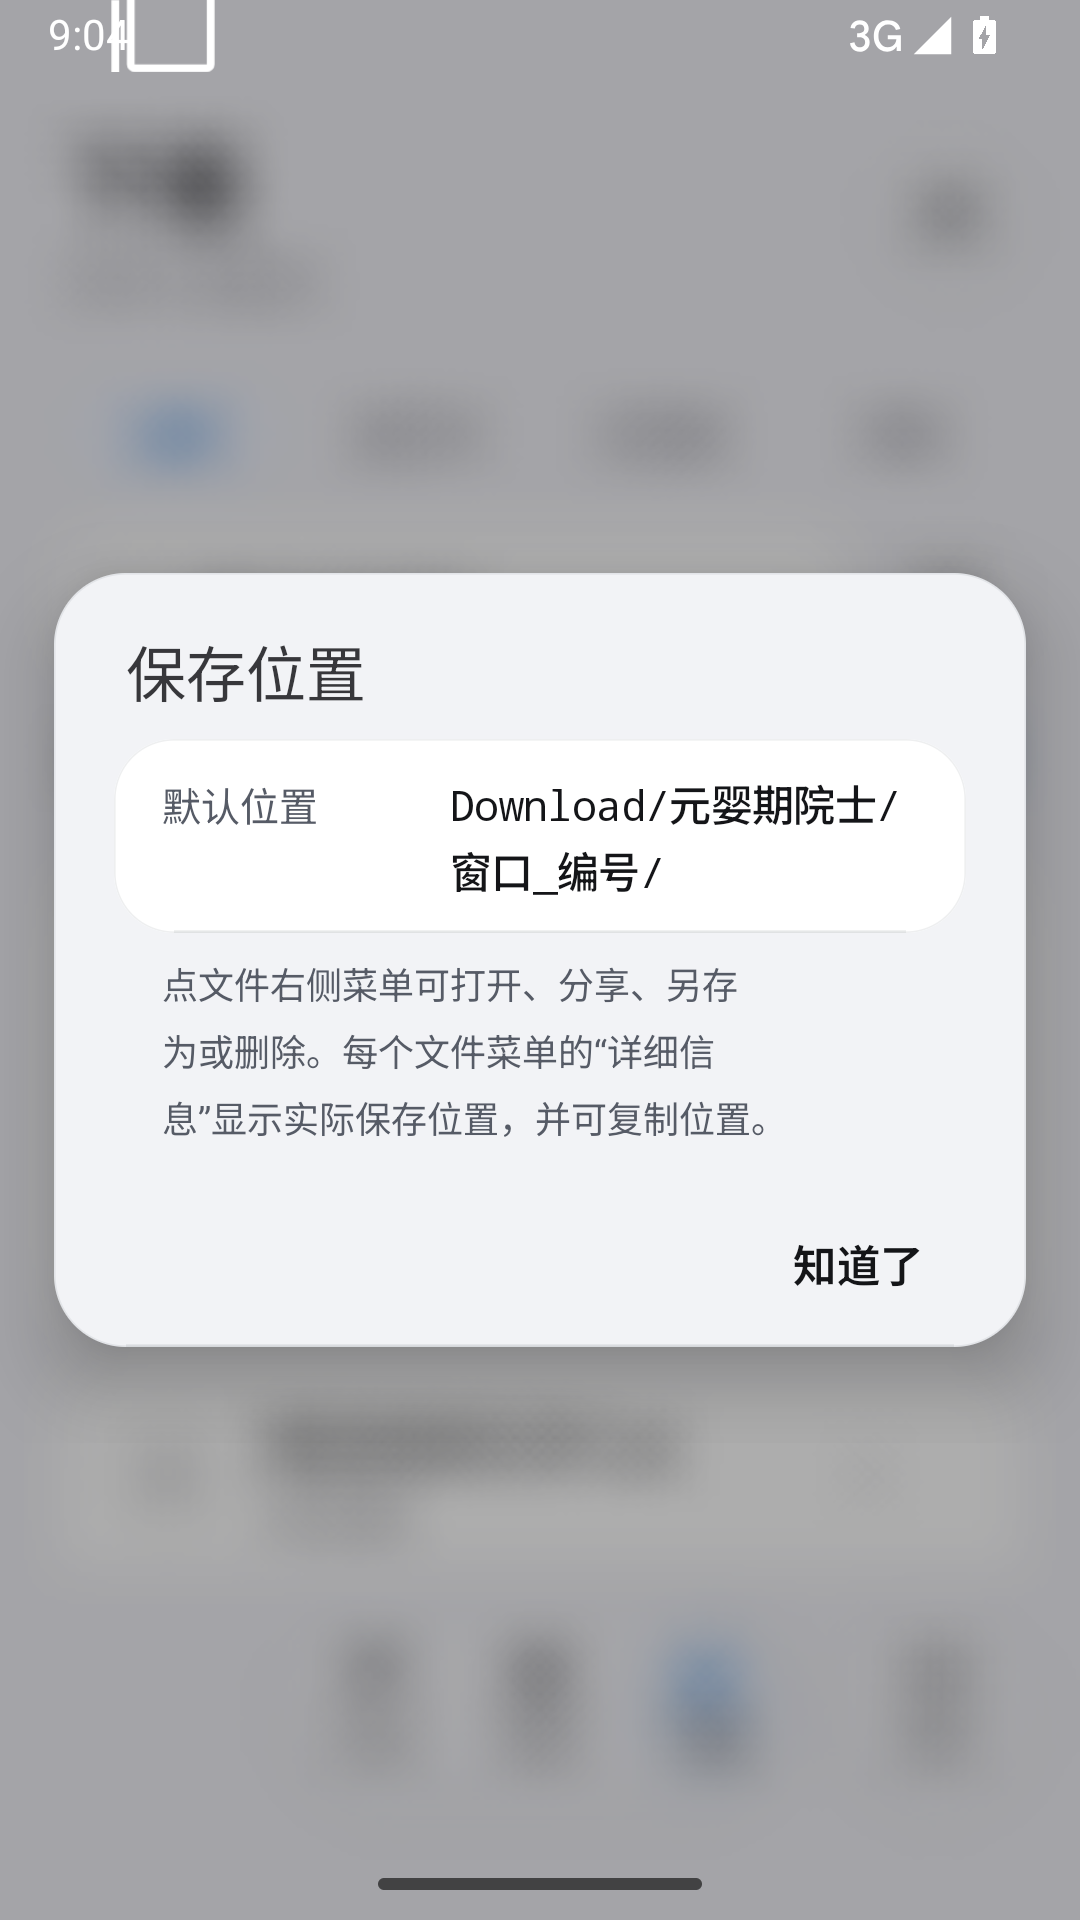 9:04
3G
保存位置
默认位置
Download/元婴期院士/
窗口_编号/
点文件右侧菜单可打开、分享、另存
为或删除。每个文件菜单的“详细信
息”显示实际保存位置，并可复制位置。
知道了